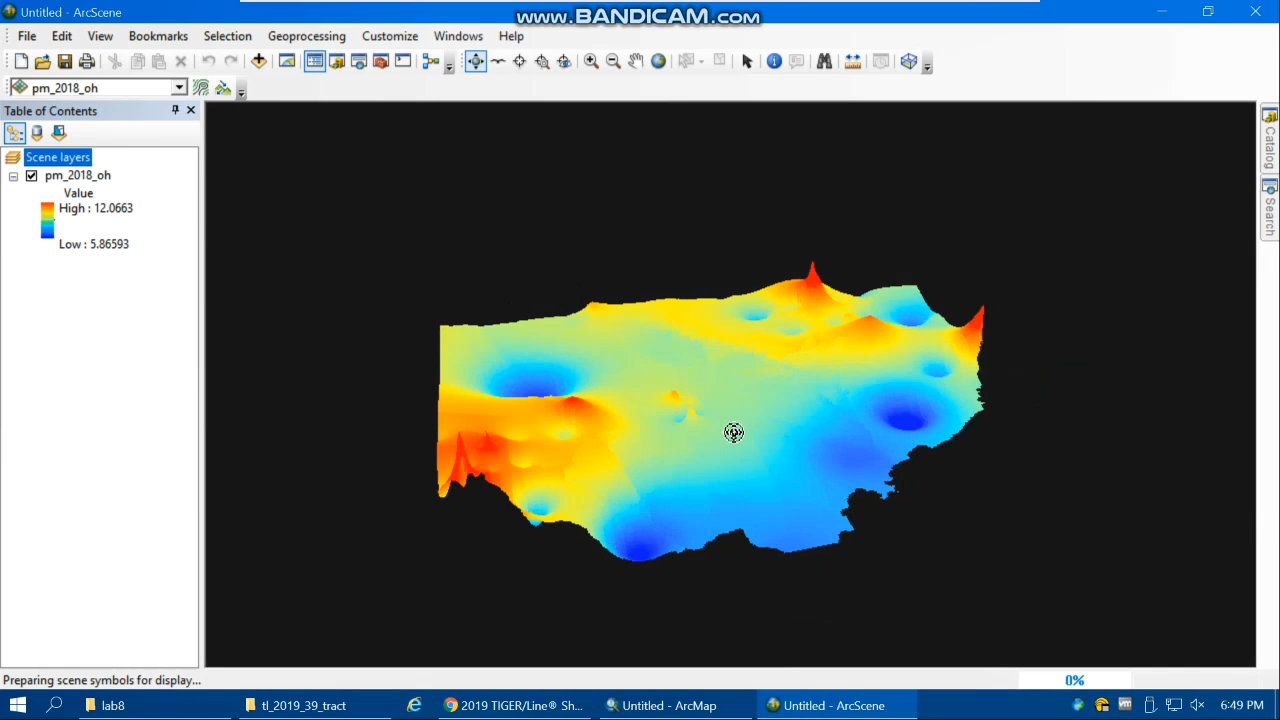 Untitled - ArcScene
www.BANDICAM.com
File Edit View Bookmarks Selection Geoprocessing Customize Windows Help
pm_2018_oh
Table of Contents
Scene layers
pm_2018_oh
Value
High : 12.0663
Low : 5.86593
Catalog
Search
Preparing scene symbols for display...
0%
lab8
tl_2019_39_tract
2019 TIGER/Line® Sh...
Untitled - ArcMap
Untitled - ArcScene
6:49 PM